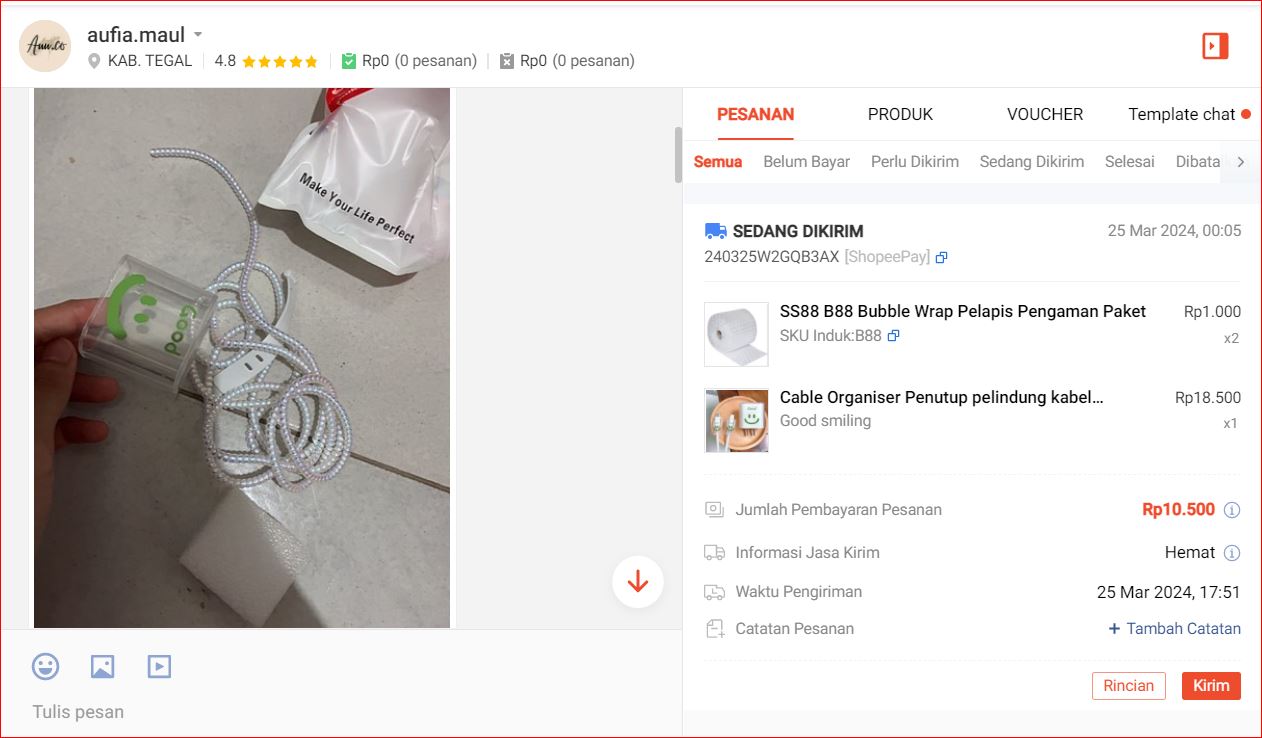 Auu.co
aufia.maul
KAB. TEGAL
4.8
Rp0 (0 pesanan)
Rp0 (0 pesanan)
Make Your Life Perfect
Good
PESANAN
PRODUK
VOUCHER
Template chat
Semua
Belum Bayar
Perlu Dikirim
Sedang Dikirim
Selesai
Dibata
SEDANG DIKIRIM
25 Mar 2024, 00:05
240325W2GQB3AX [ShopeePay]
SS88 B88 Bubble Wrap Pelapis Pengaman Paket
Rp1.000
SKU Induk:B88
x2
Cable Organiser Penutup pelindung kabel…
Rp18.500
Good smiling
x1
Jumlah Pembayaran Pesanan
Rp10.500
Informasi Jasa Kirim
Hemat
Waktu Pengiriman
25 Mar 2024, 17:51
Catatan Pesanan
+ Tambah Catatan
Rincian
Kirim
Tulis pesan